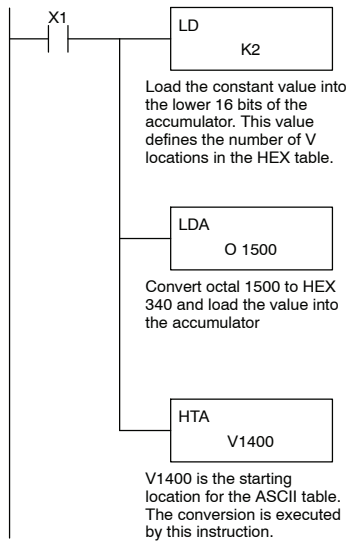 X1
LD
K2
Load the constant value into
the lower 16 bits of the
accumulator. This value
defines the number of V
locations in the HEX table.
LDA
O 1500
Convert octal 1500 to HEX
340 and load the value into
the accumulator
HTA
V1400
V1400 is the starting
location for the ASCII table.
The conversion is executed
by this instruction.